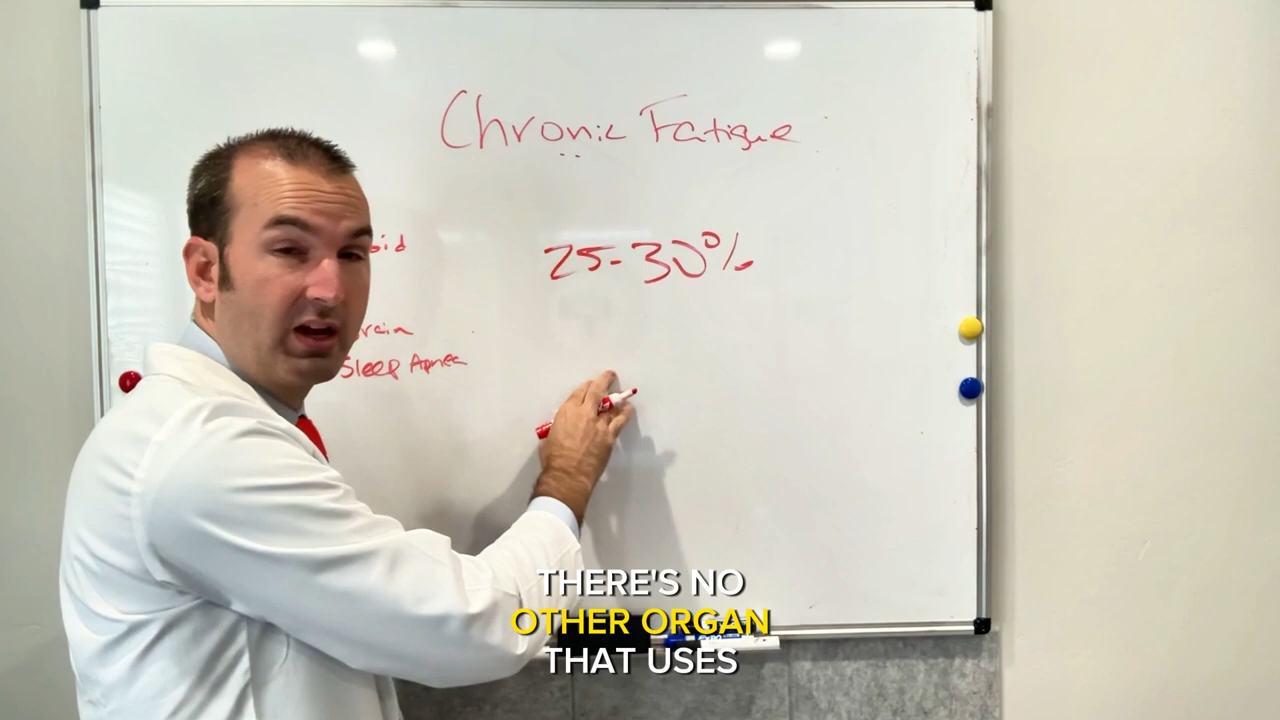 Chronic Fatigue
25-30%
Sleep Apnea
THERE'S NO
OTHER ORGAN
THAT USES